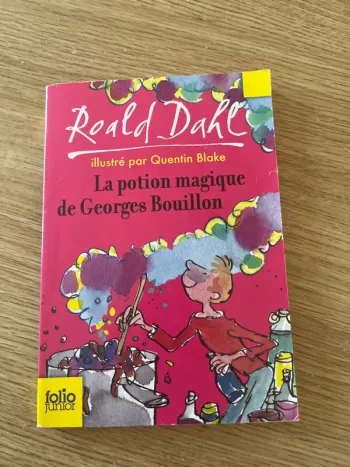 Roald Dahl
illustré par Quentin Blake
La potion magique
de Georges Bouillon
folio
junior